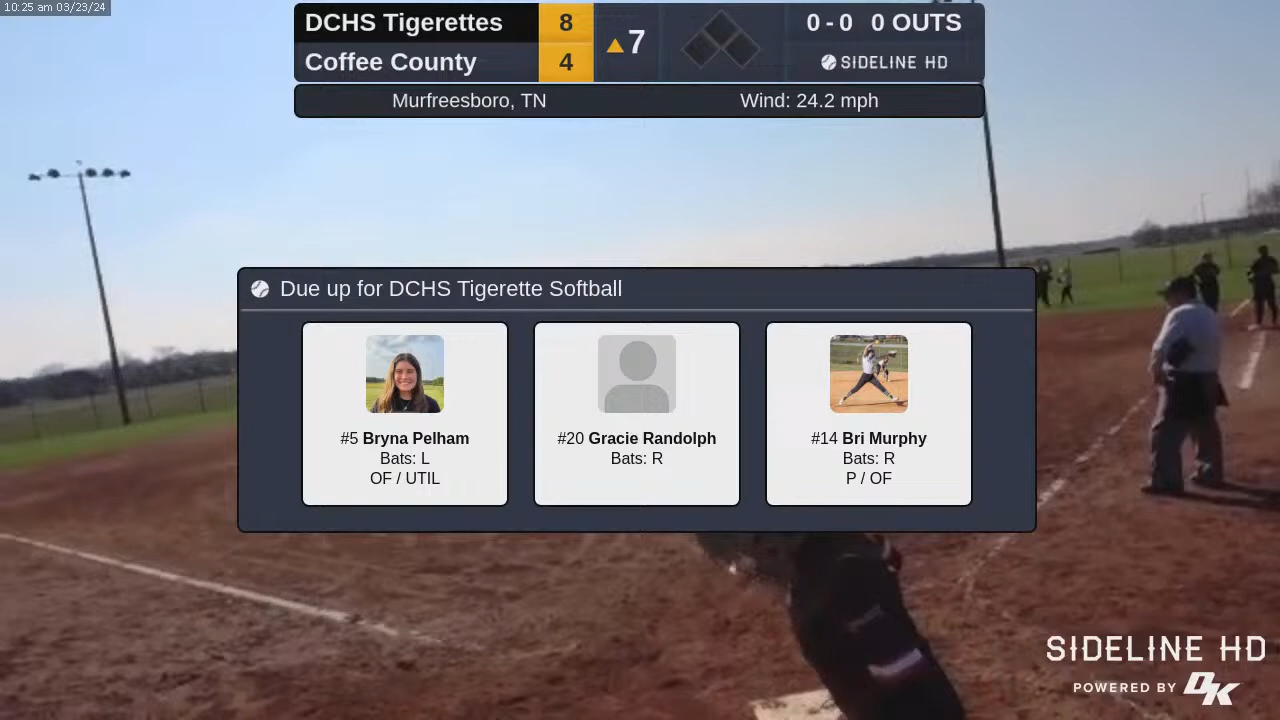 10:25 am 03/23/24
DCHS Tigerettes 8
Coffee County 4
7
0 - 0 0 OUTS
SIDELINE HD
Murfreesboro, TN Wind: 24.2 mph
Due up for DCHS Tigerette Softball
#5 Bryna Pelham
Bats: L
OF / UTIL
#20 Gracie Randolph
Bats: R
#14 Bri Murphy
Bats: R
P / OF
SIDELINE HD
POWERED BY DK